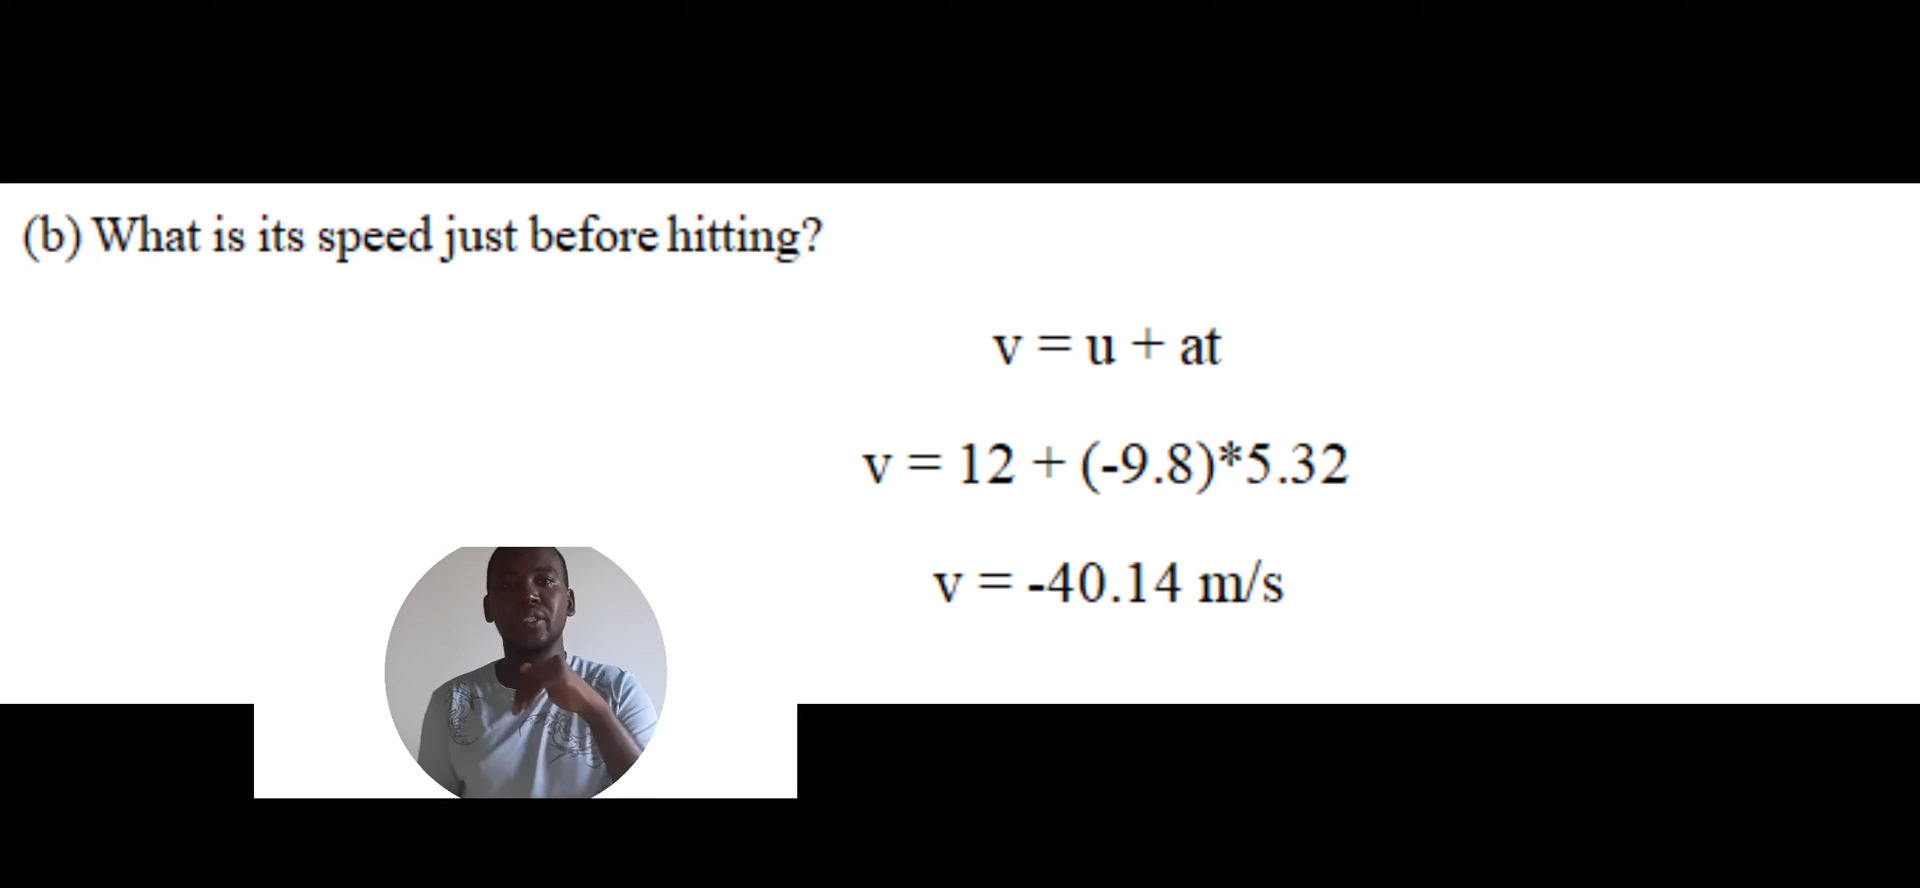 (b) What is its speed just before hitting?
v = u + at
v = 12 + (-9.8)*5.32
v = -40.14 m/s